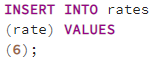 INSERT INTO rates
(rate) VALUES
(6);